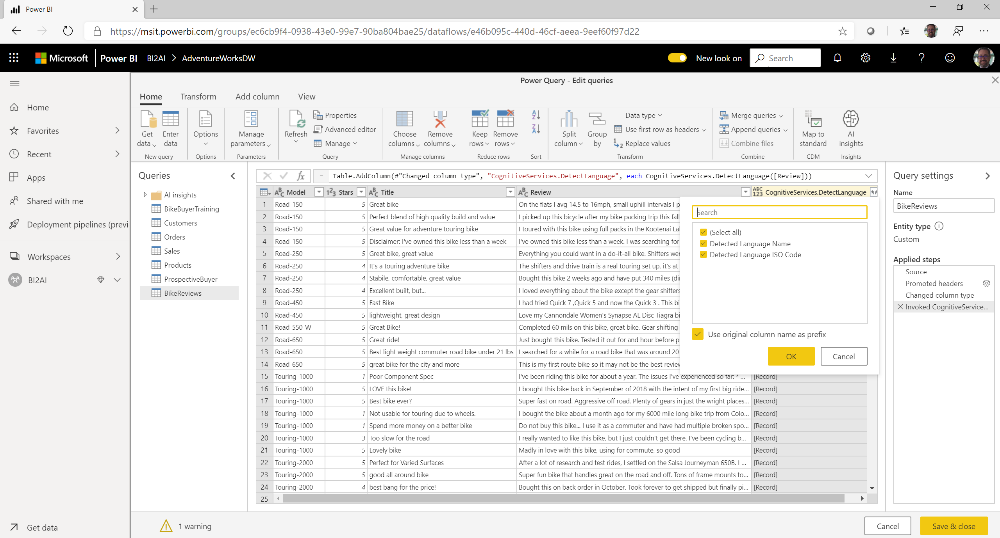 Power BI
https://msit.powerbi.com/groups/ec6cb9f4-0938-43e0-99e7-90ba804bae25/dataflows/e46b095c-440d-46cf-aeea-9eef60f97d22
Microsoft Power BI BI2AI > AdventureWorksDW New look on Search
Power Query - Edit queries
Home Transform Add column View
Get data
Enter data
New query
Options
Options
Manage parameters
Parameters
Refresh
Properties
Advanced editor
Manage
Query
Choose columns
Remove columns
Manage columns
Keep rows
Remove rows
Reduce rows
Sort
Split column
Group by
Data type
Use first row as headers
Replace values
Transform
Merge queries
Append queries
Combine files
Combine
Map to standard
CDM
AI insights
Insights
Home
Favorites
Recent
Apps
Shared with me
Deployment pipelines (previ
Workspaces
BI2AI
Get data
Queries
AI insights
BikeBuyerTraining
Customers
Orders
Sales
Products
ProspectiveBuyer
BikeReviews
fx = Table.AddColumn(#"Changed column type", "CognitiveServices.DetectLanguage", each CognitiveServices.DetectLanguage([Review]))
ABC Model 123 Stars ABC Title ABC Review ABC 123 CognitiveServices.DetectLanguage
1 Road-150 5 Great bike On the flats I avg 14.5 to 16mph, small uphill intervals I p
2 Road-150 5 Perfect blend of high quality build and value I picked up this bicycle after my bike packing trip this fall
3 Road-150 5 Great value for adventure touring bike I toured with this bike using full packs in the Kootenai Lal
4 Road-150 5 Disclaimer: I've owned this bike less than a week I've owned this bike less than a week. I was searching for
5 Road-250 5 Great bike, great value Everything you could want in a do-it-all bike. Shifters wer
6 Road-250 4 It's a touring adventure bike The shifters and drive train is a real touring set up, it's at
7 Road-250 4 Stabile, comfortable, great value Bought this bike 2 weeks ago and have put 340 miles (dir
8 Road-250 4 Excellent built, but... I loved everything about the bike except the gear shifters
9 Road-450 5 Fast Bike I had tried Quick 7 ,Quick 5 and now the Quick 3 . This bi
10 Road-450 5 lightweight, great design Love my Cannondale Women's Synapse AL Disc Tiagra bi
11 Road-550-W 5 Great Bike! Completed 60 mils on this bike, great bike. Gear shifting
12 Road-650 5 Great ride! Just bought this bike. Tested it out for and hour before p
13 Road-650 5 Best light weight commuter road bike under 21 lbs I searched for a while for a road bike that was around 20
14 Road-650 5 great bike for the city and more This is my first route bike so it may not be the best review
15 Touring-1000 1 Poor Component Spec I've been riding this bike for about a year. The issues I've experienced so far: * ... [Record]
16 Touring-1000 5 LOVE this bike! I bought this bike back in September of 2018 with the intent of my first big ride... [Record]
17 Touring-1000 5 Best bike ever? Super fast on road. Aggressive off road. Plenty of gears in just the wright places... [Record]
18 Touring-1000 1 Not usable for touring due to wheels. I bought the bike about a month ago for my 6000 mile long bike trip from Colo... [Record]
19 Touring-1000 1 Spend more money on a better bike Do not buy this bike... I use it as a commuter and have had multiple broken spo... [Record]
20 Touring-1000 3 Too slow for the road I really wanted to like this bike, but I just couldn't get there. I've been cycling b... [Record]
21 Touring-1000 5 Lovely bike Madly in love with this bike, using for commute, so good [Record]
22 Touring-2000 5 Perfect for Varied Surfaces After a lot of research and test rides, I settled on the Salsa Journeyman 650B. I ... [Record]
23 Touring-2000 5 good all around bike Super fun bike that handles great on the road and off. Tons of frame mounts to... [Record]
24 Touring-2000 4 best bang for the price! Bought this on back order in October. Took forever to get shipped but finally pi... [Record]
25
Search
(Select all)
Detected Language Name
Detected Language ISO Code
Use original column name as prefix
OK Cancel
Query settings
Name
BikeReviews
Entity type
Custom
Applied steps
Source
Promoted headers
Changed column type
Invoked CognitiveService...
1 warning
Cancel Save & close